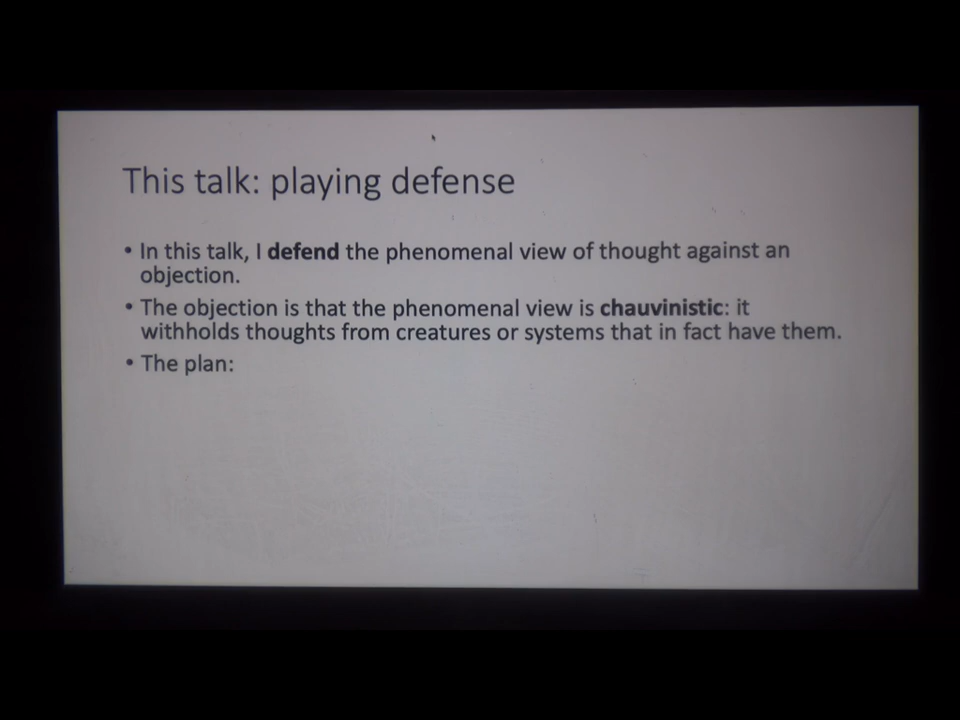 This talk: playing defense
• In this talk, I defend the phenomenal view of thought against an
objection.
• The objection is that the phenomenal view is chauvinistic: it
withholds thoughts from creatures or systems that in fact have them.
• The plan: